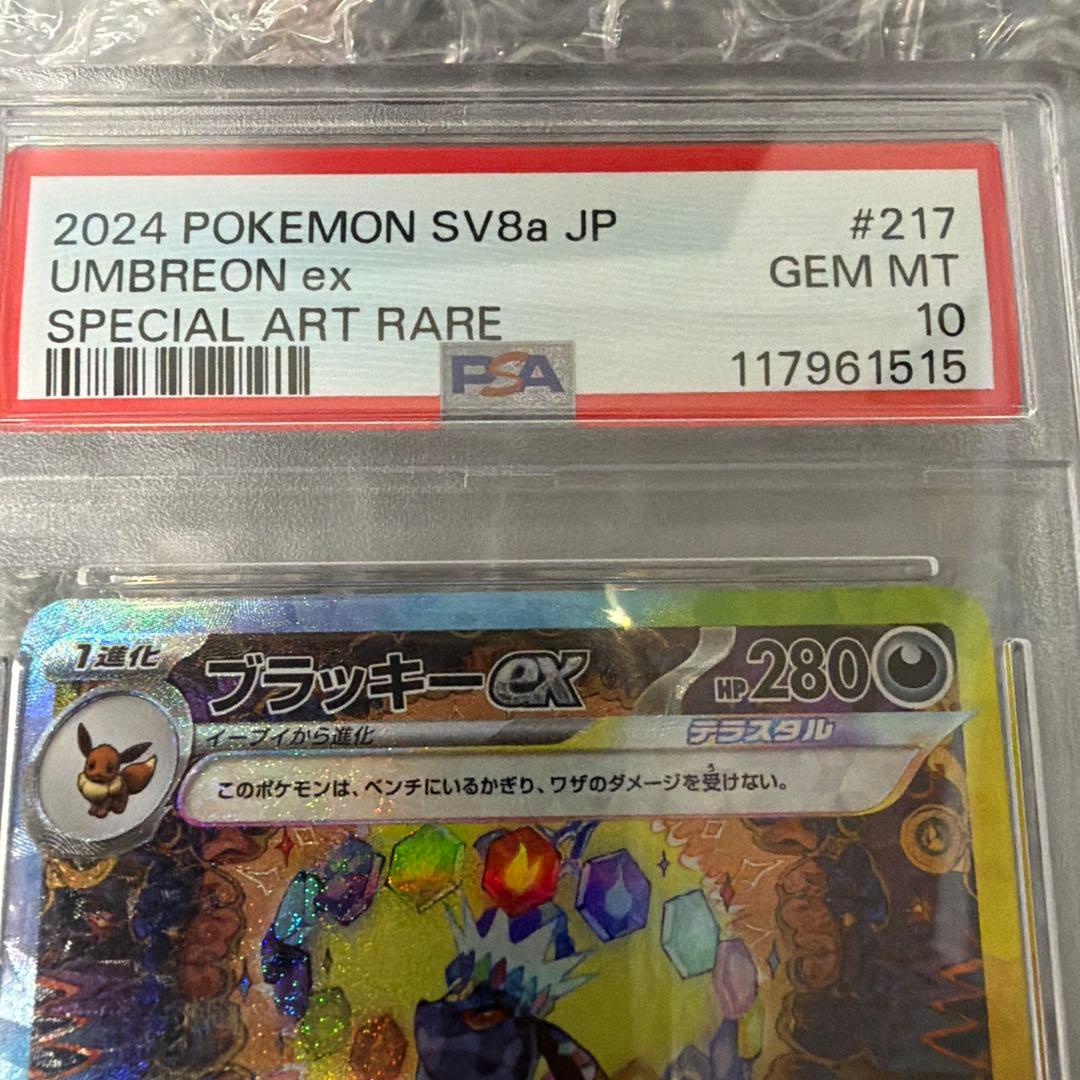 2024 POKEMON SV8a JP #217
UMBREON ex GEM MT
SPECIAL ART RARE 10
PSA 117961515
1進化 ブラッキーex HP280
イーブイから進化 テラスタル
このポケモンは、ベンチにいるかぎり、ワザのダメージを受けない。